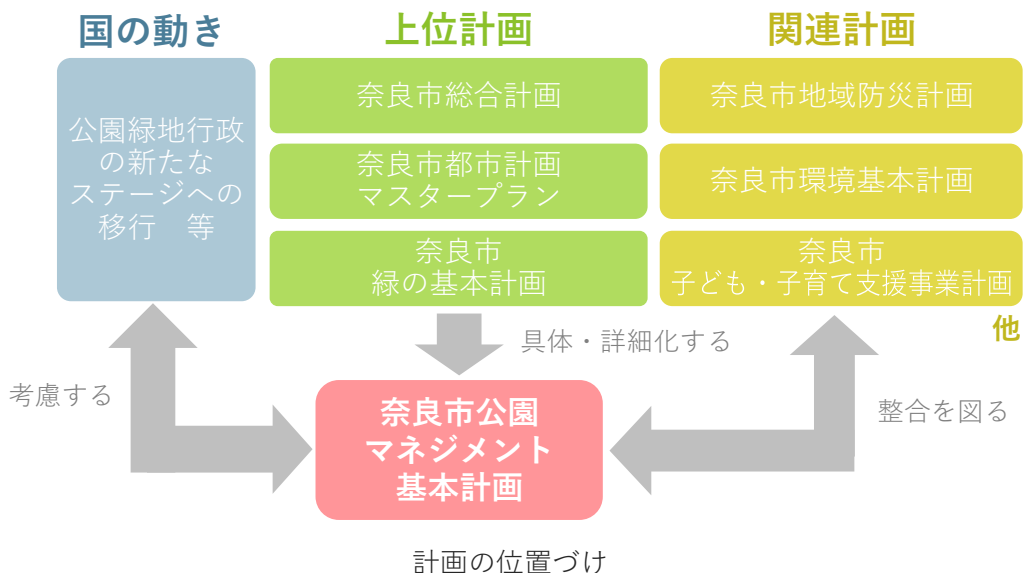 国の動き
公園緑地行政
の新たな
ステージへの
移行　等
上位計画
奈良市総合計画
奈良市都市計画
マスタープラン
奈良市
緑の基本計画
関連計画
奈良市地域防災計画
奈良市環境基本計画
奈良市
子ども・子育て支援事業計画
他
考慮する
具体・詳細化する
整合を図る
奈良市公園
マネジメント
基本計画
計画の位置づけ